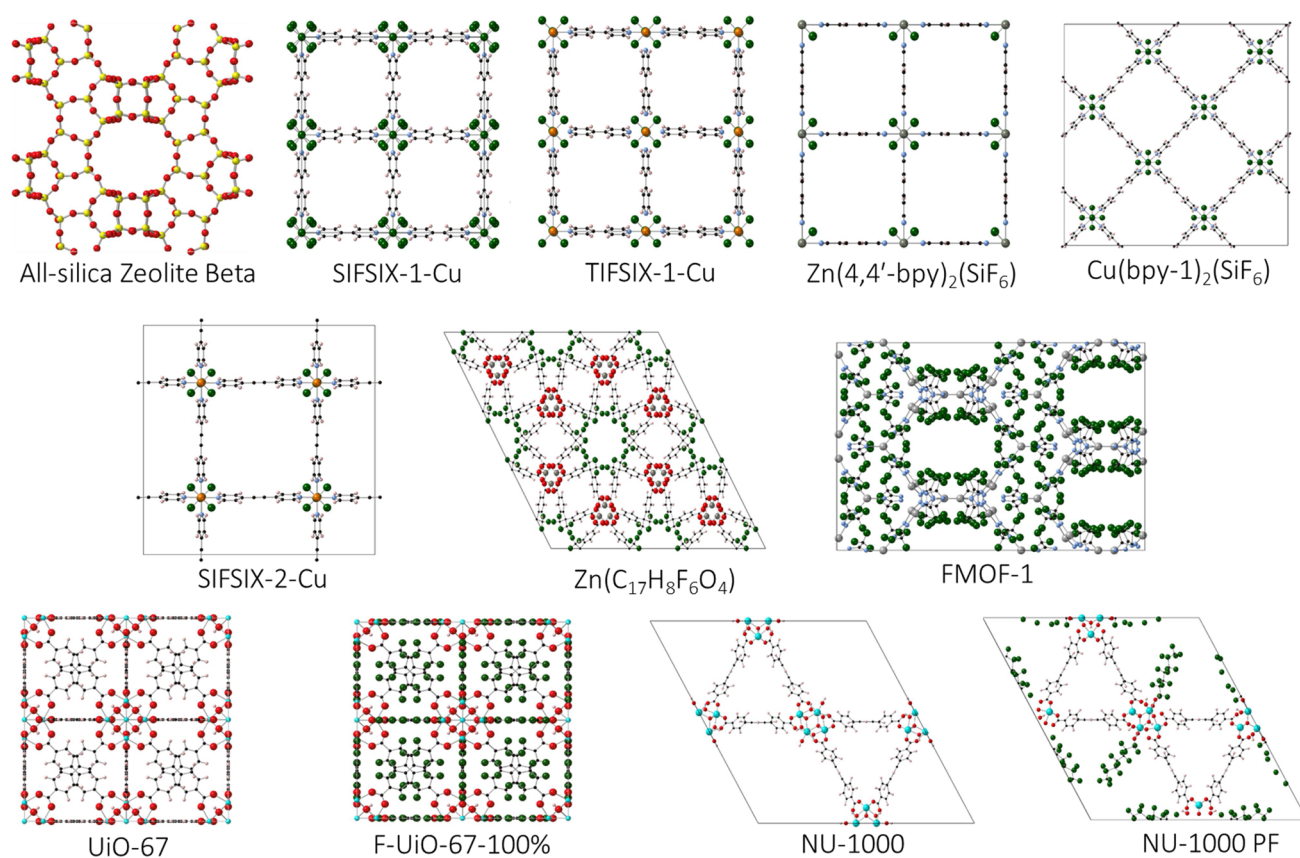 All-silica Zeolite Beta
SIFSIX-1-Cu
TIFSIX-1-Cu
Zn(4,4′-bpy)₂(SiF₆)
Cu(bpy-1)₂(SiF₆)
SIFSIX-2-Cu
Zn(C₁₇H₈F₆O₄)
FMOF-1
UiO-67
F-UiO-67-100%
NU-1000
NU-1000 PF